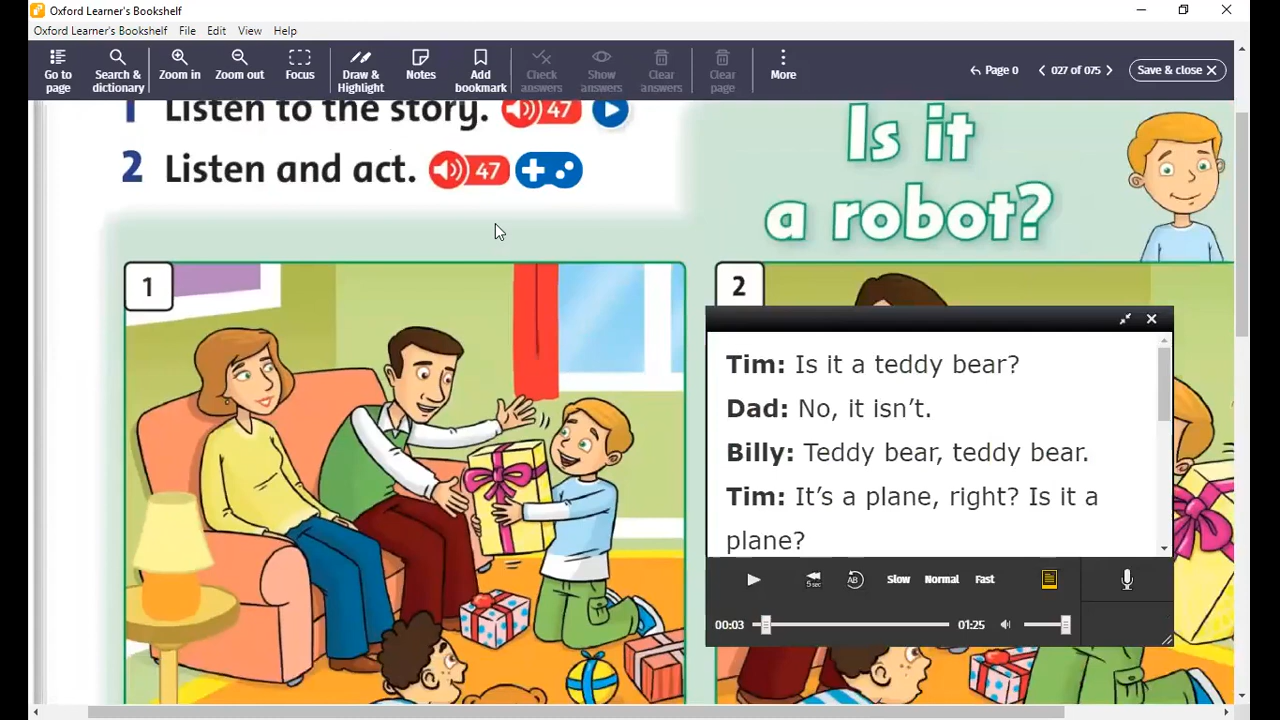 Oxford Learner's Bookshelf
Oxford Learner's Bookshelf File Edit View Help
Go to page
Search & dictionary
Zoom in
Zoom out
Focus
Draw & Highlight
Notes
Add bookmark
Check answers
Show answers
Clear answers
Clear page
More
Page 0
027 of 075
Save & close
1 Listen to the story. 47
2 Listen and act. 47
Is it
a robot?
1
2
Tim: Is it a teddy bear?
Dad: No, it isn't.
Billy: Teddy bear, teddy bear.
Tim: It's a plane, right? Is it a
plane?
5 sec
AB
Slow Normal Fast
00:03
01:25